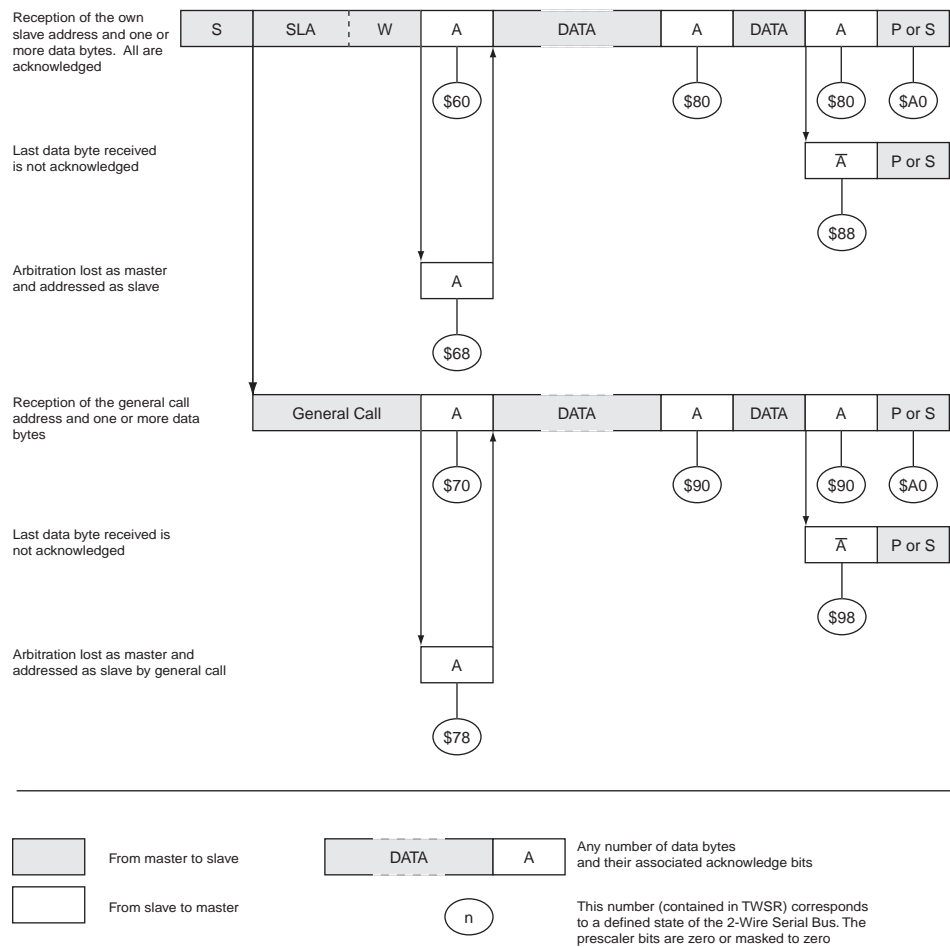 Reception of the own
slave address and one or
more data bytes. All are
acknowledged
S SLA W A DATA A DATA A P or S
$60 $80 $80 $A0
Last data byte received
is not acknowledged
A̅ P or S
$88
Arbitration lost as master
and addressed as slave
A
$68
Reception of the general call
address and one or more data
bytes
General Call A DATA A DATA A P or S
$70 $90 $90 $A0
Last data byte received is
not acknowledged
A̅ P or S
$98
Arbitration lost as master and
addressed as slave by general call
A
$78
From master to slave
DATA A
Any number of data bytes
and their associated acknowledge bits
From slave to master
n
This number (contained in TWSR) corresponds
to a defined state of the 2-Wire Serial Bus. The
prescaler bits are zero or masked to zero